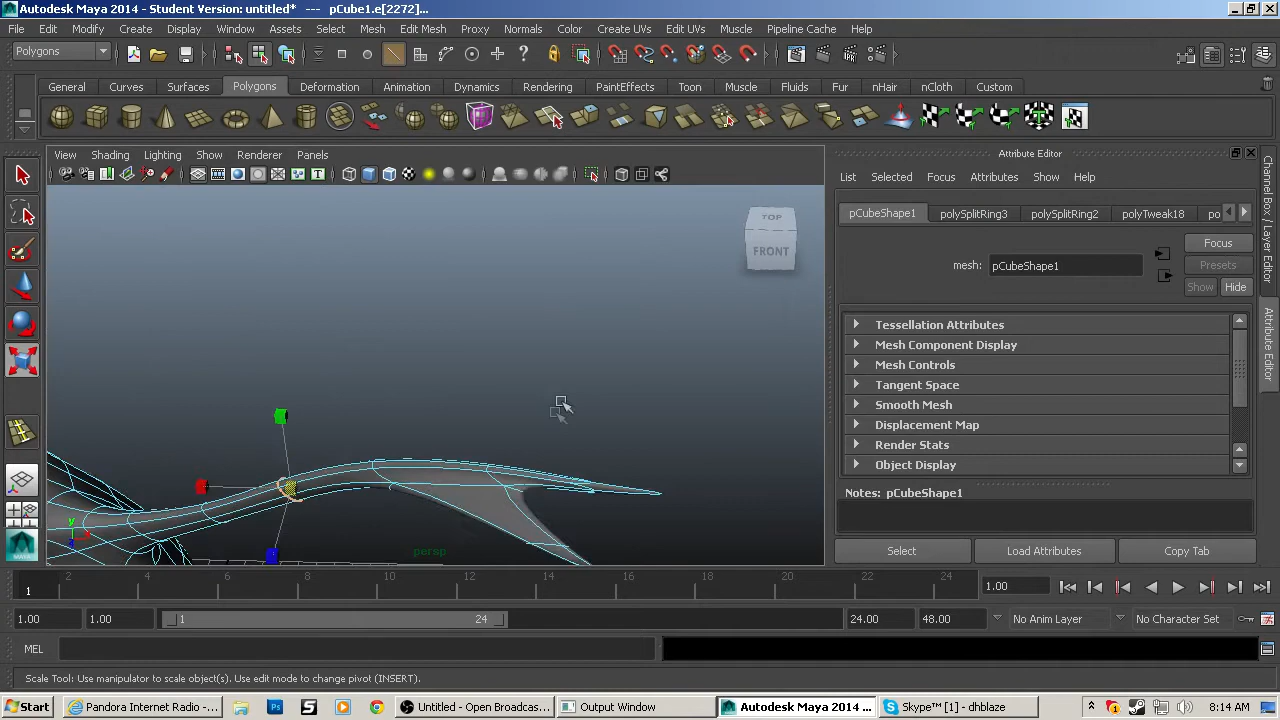 Autodesk Maya 2014 - Student Version: untitled*   ---   pCube1.e[2272]...
File Edit Modify Create Display Window Assets Select Mesh Edit Mesh Proxy Normals Color Create UVs Edit UVs Muscle Pipeline Cache Help
Polygons
General Curves Surfaces Polygons Deformation Animation Dynamics Rendering PaintEffects Toon Muscle Fluids Fur nHair nCloth Custom
View Shading Lighting Show Renderer Panels
Attribute Editor
List Selected Focus Attributes Show Help
pCubeShape1 polySplitRing3 polySplitRing2 polyTweak18 po
TOP
FRONT
Focus
mesh: pCubeShape1
Presets
Show Hide
Tessellation Attributes
Mesh Component Display
Mesh Controls
Tangent Space
Smooth Mesh
Displacement Map
Render Stats
Object Display
Notes: pCubeShape1
Select Load Attributes Copy Tab
Channel Box / Layer Editor
Attribute Editor
y
x
z
persp
2 4 6 8 10 12 14 16 18 20 22 24
1
1.00
1.00 1.00 1 24 24.00 48.00 No Anim Layer No Character Set
MEL
Scale Tool: Use manipulator to scale object(s). Use edit mode to change pivot (INSERT).
Start Pandora Internet Radio -... Untitled - Open Broadcas... Output Window Autodesk Maya 2014 ... Skype™ [1] - dhblaze 8:14 AM